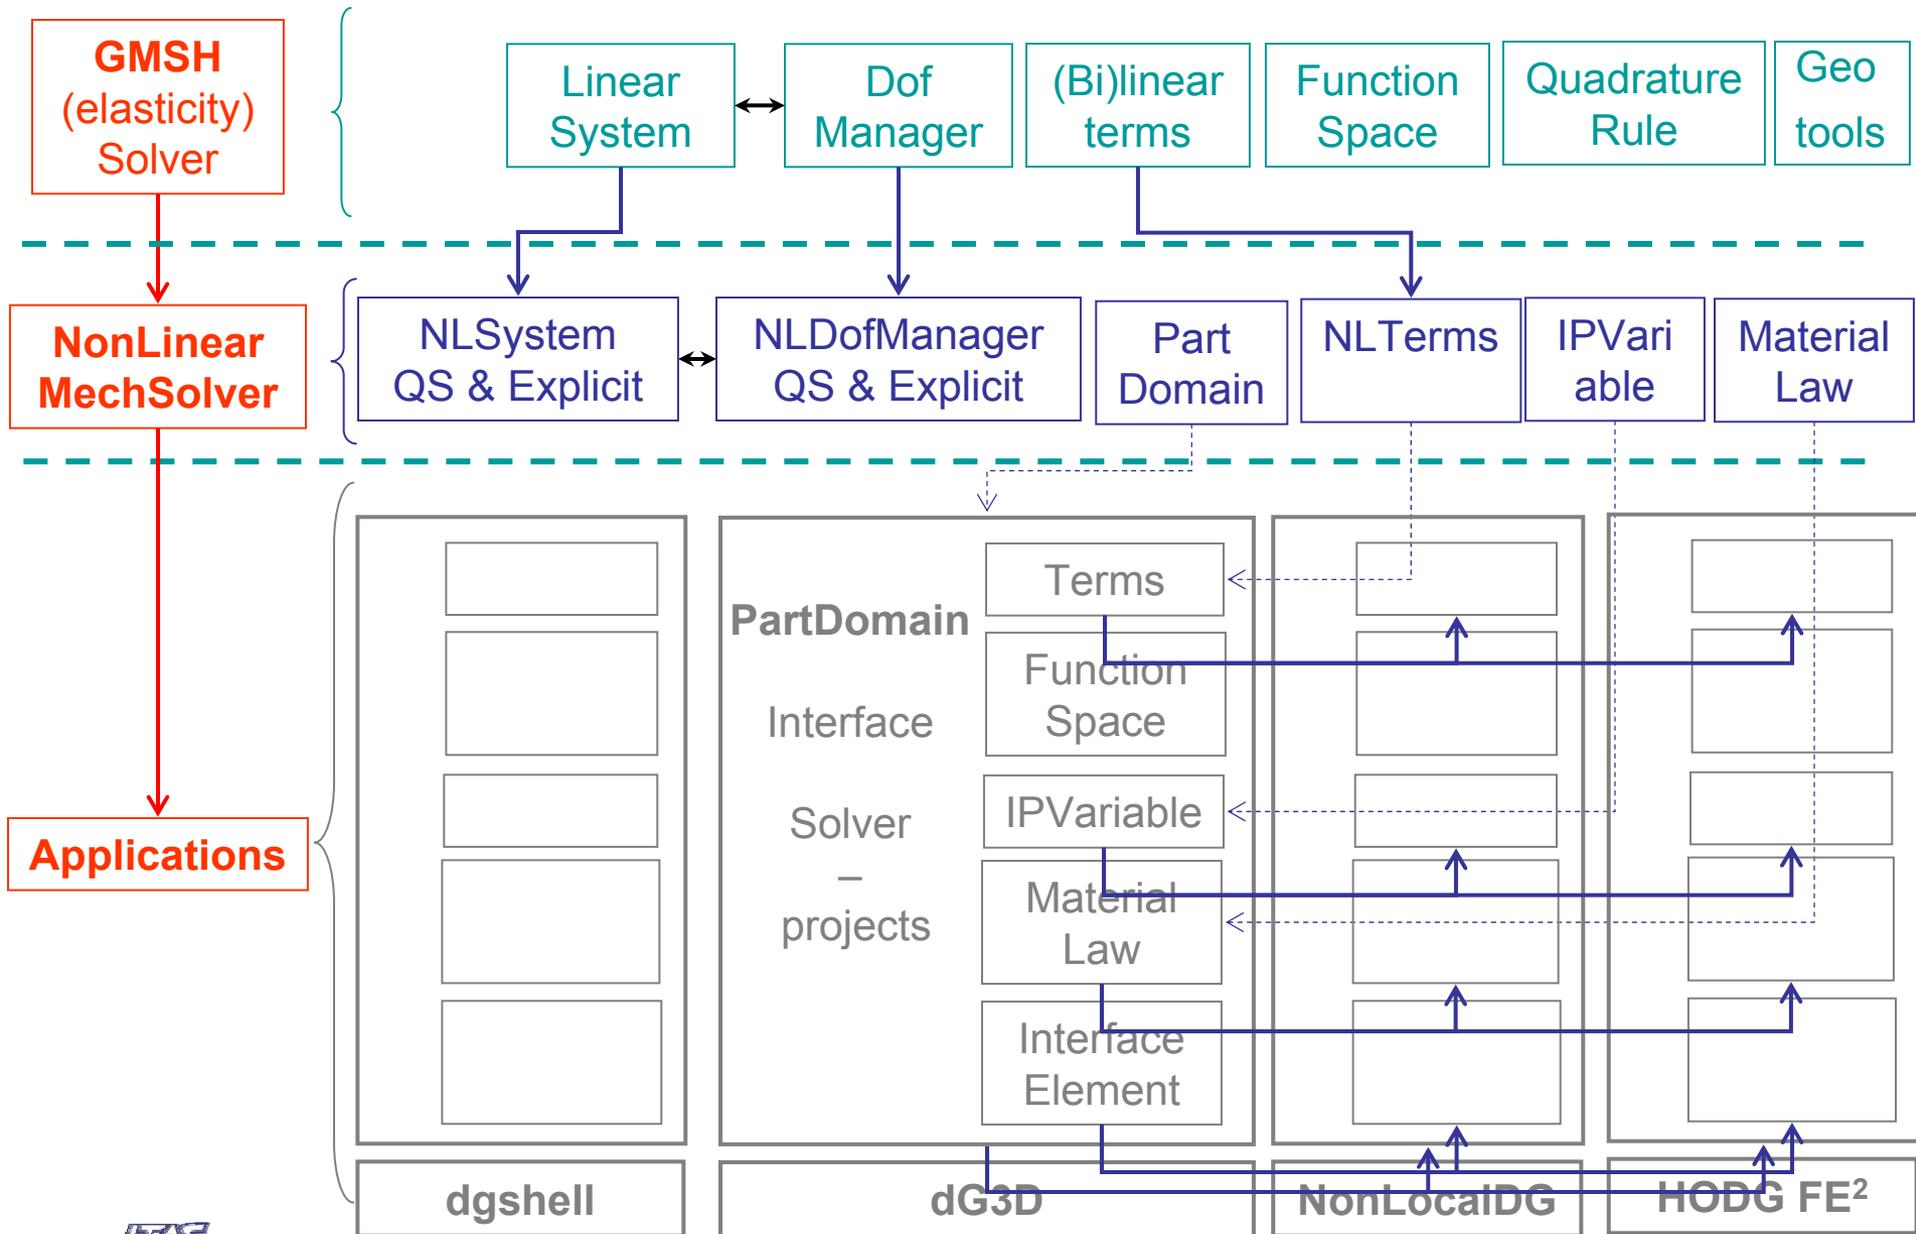 GMSH
(elasticity)
Solver
Linear
System
Dof
Manager
(Bi)linear
terms
Function
Space
Quadrature
Rule
Geo
tools
NonLinear
MechSolver
NLSystem
QS & Explicit
NLDofManager
QS & Explicit
Part
Domain
NLTerms
IPVari
able
Material
Law
Applications
PartDomain
Interface
Solver
–
projects
Terms
Function
Space
IPVariable
Material
Law
Interface
Element
dgshell
dG3D
NonLocalDG
HODG FE²